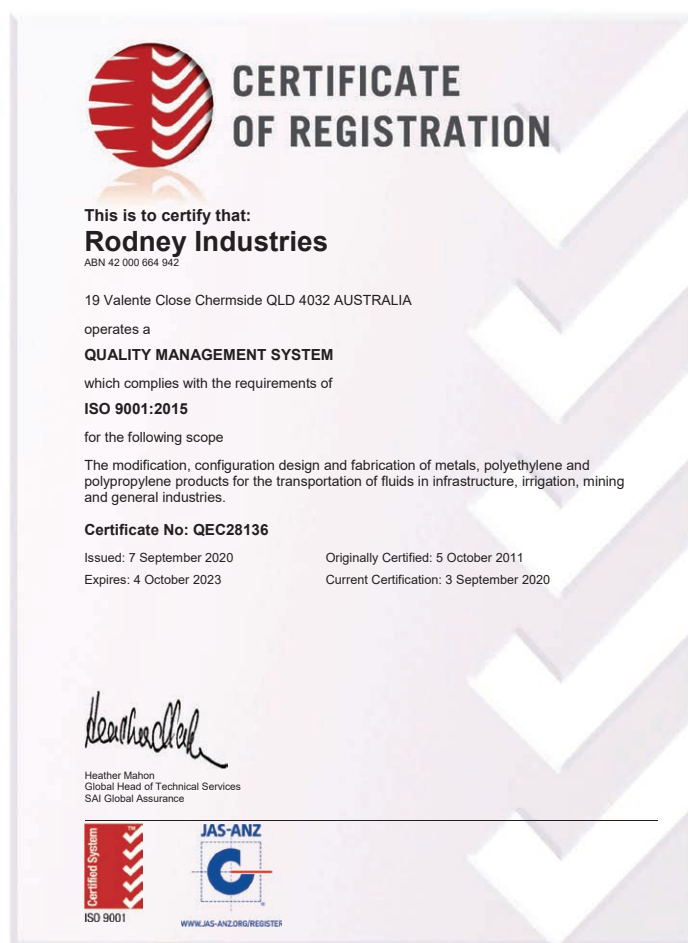 CERTIFICATE
OF REGISTRATION
This is to certify that:
Rodney Industries
ABN 42 000 664 942
19 Valente Close Chermside QLD 4032 AUSTRALIA
operates a
QUALITY MANAGEMENT SYSTEM
which complies with the requirements of
ISO 9001:2015
for the following scope
The modification, configuration design and fabrication of metals, polyethylene and
polypropylene products for the transportation of fluids in infrastructure, irrigation, mining
and general industries.
Certificate No: QEC28136
Issued: 7 September 2020
Originally Certified: 5 October 2011
Expires: 4 October 2023
Current Certification: 3 September 2020
Heather Mahon
Global Head of Technical Services
SAI Global Assurance
Certified System
TM
ISO 9001
JAS-ANZ
®
WWW.JAS-ANZ.ORG/REGISTER